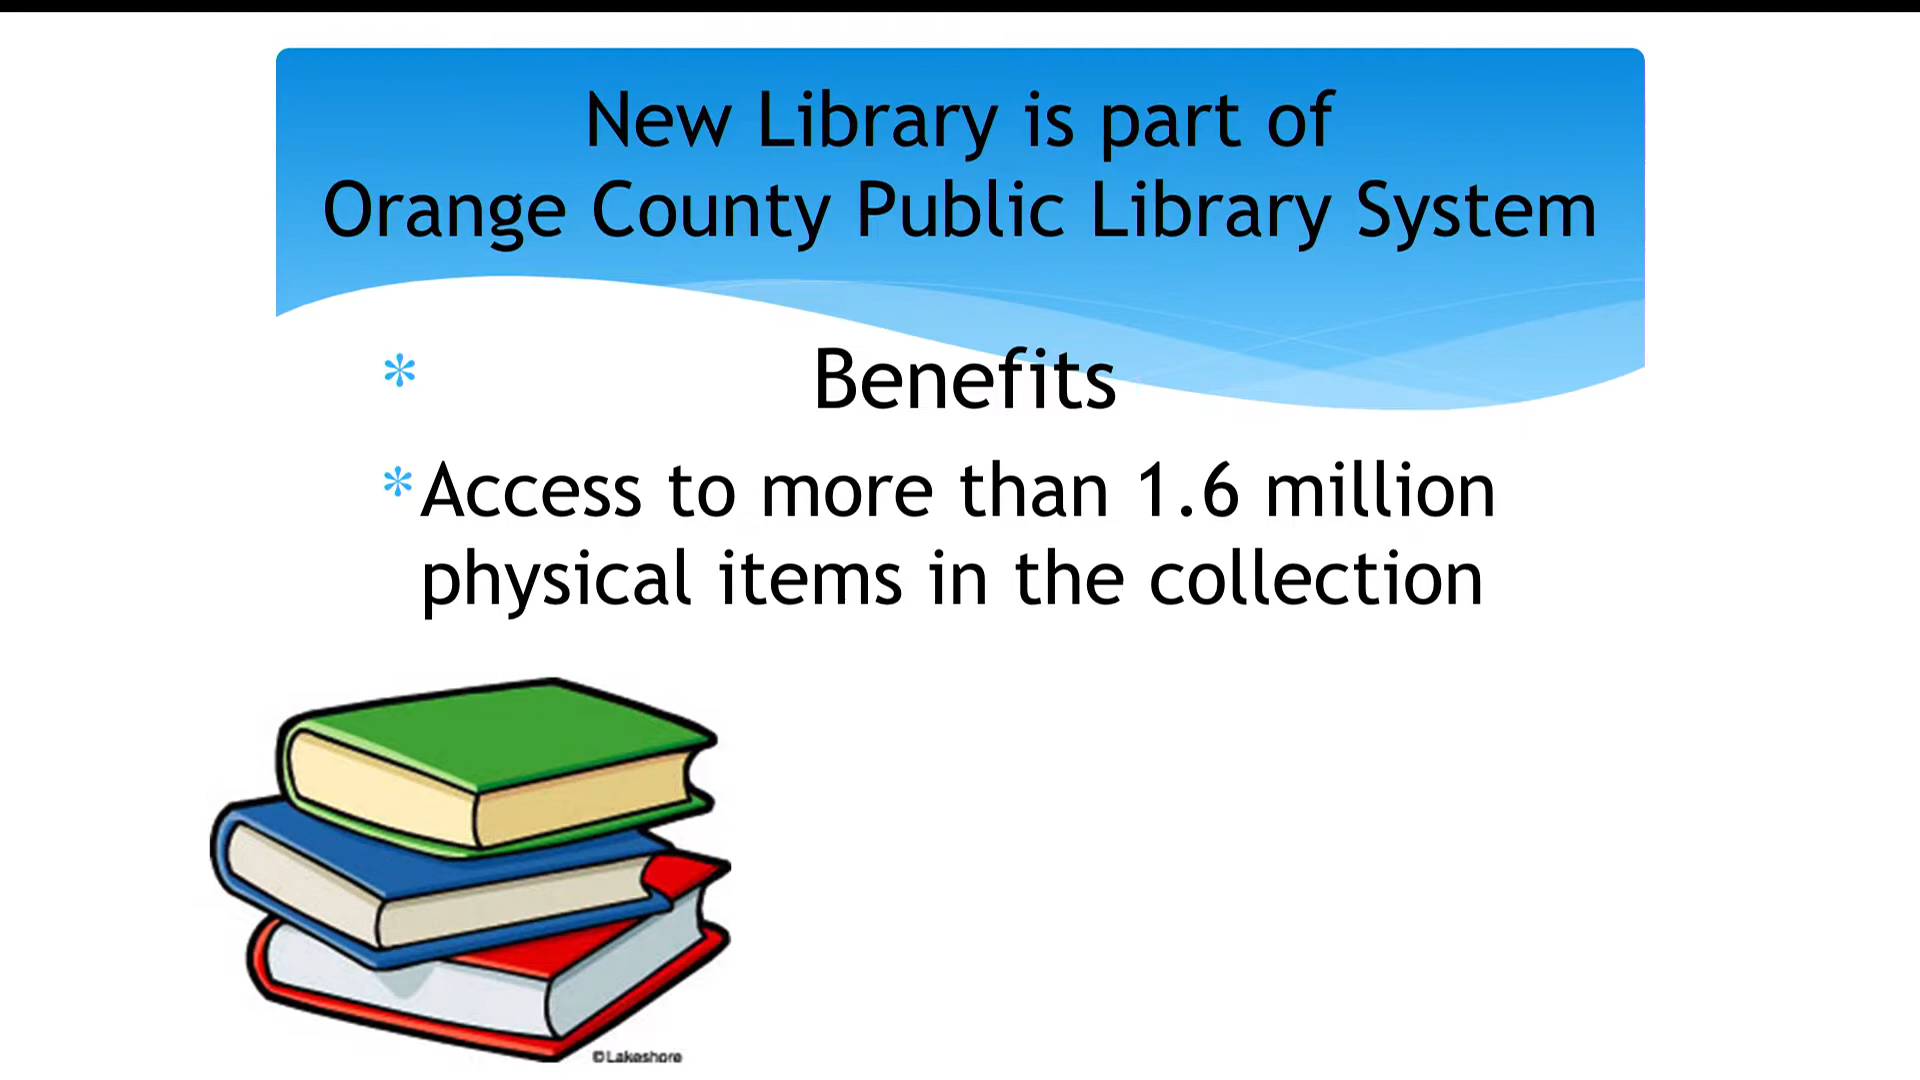 New Library is part of
Orange County Public Library System
* Benefits
* Access to more than 1.6 million
physical items in the collection
©Lakeshore